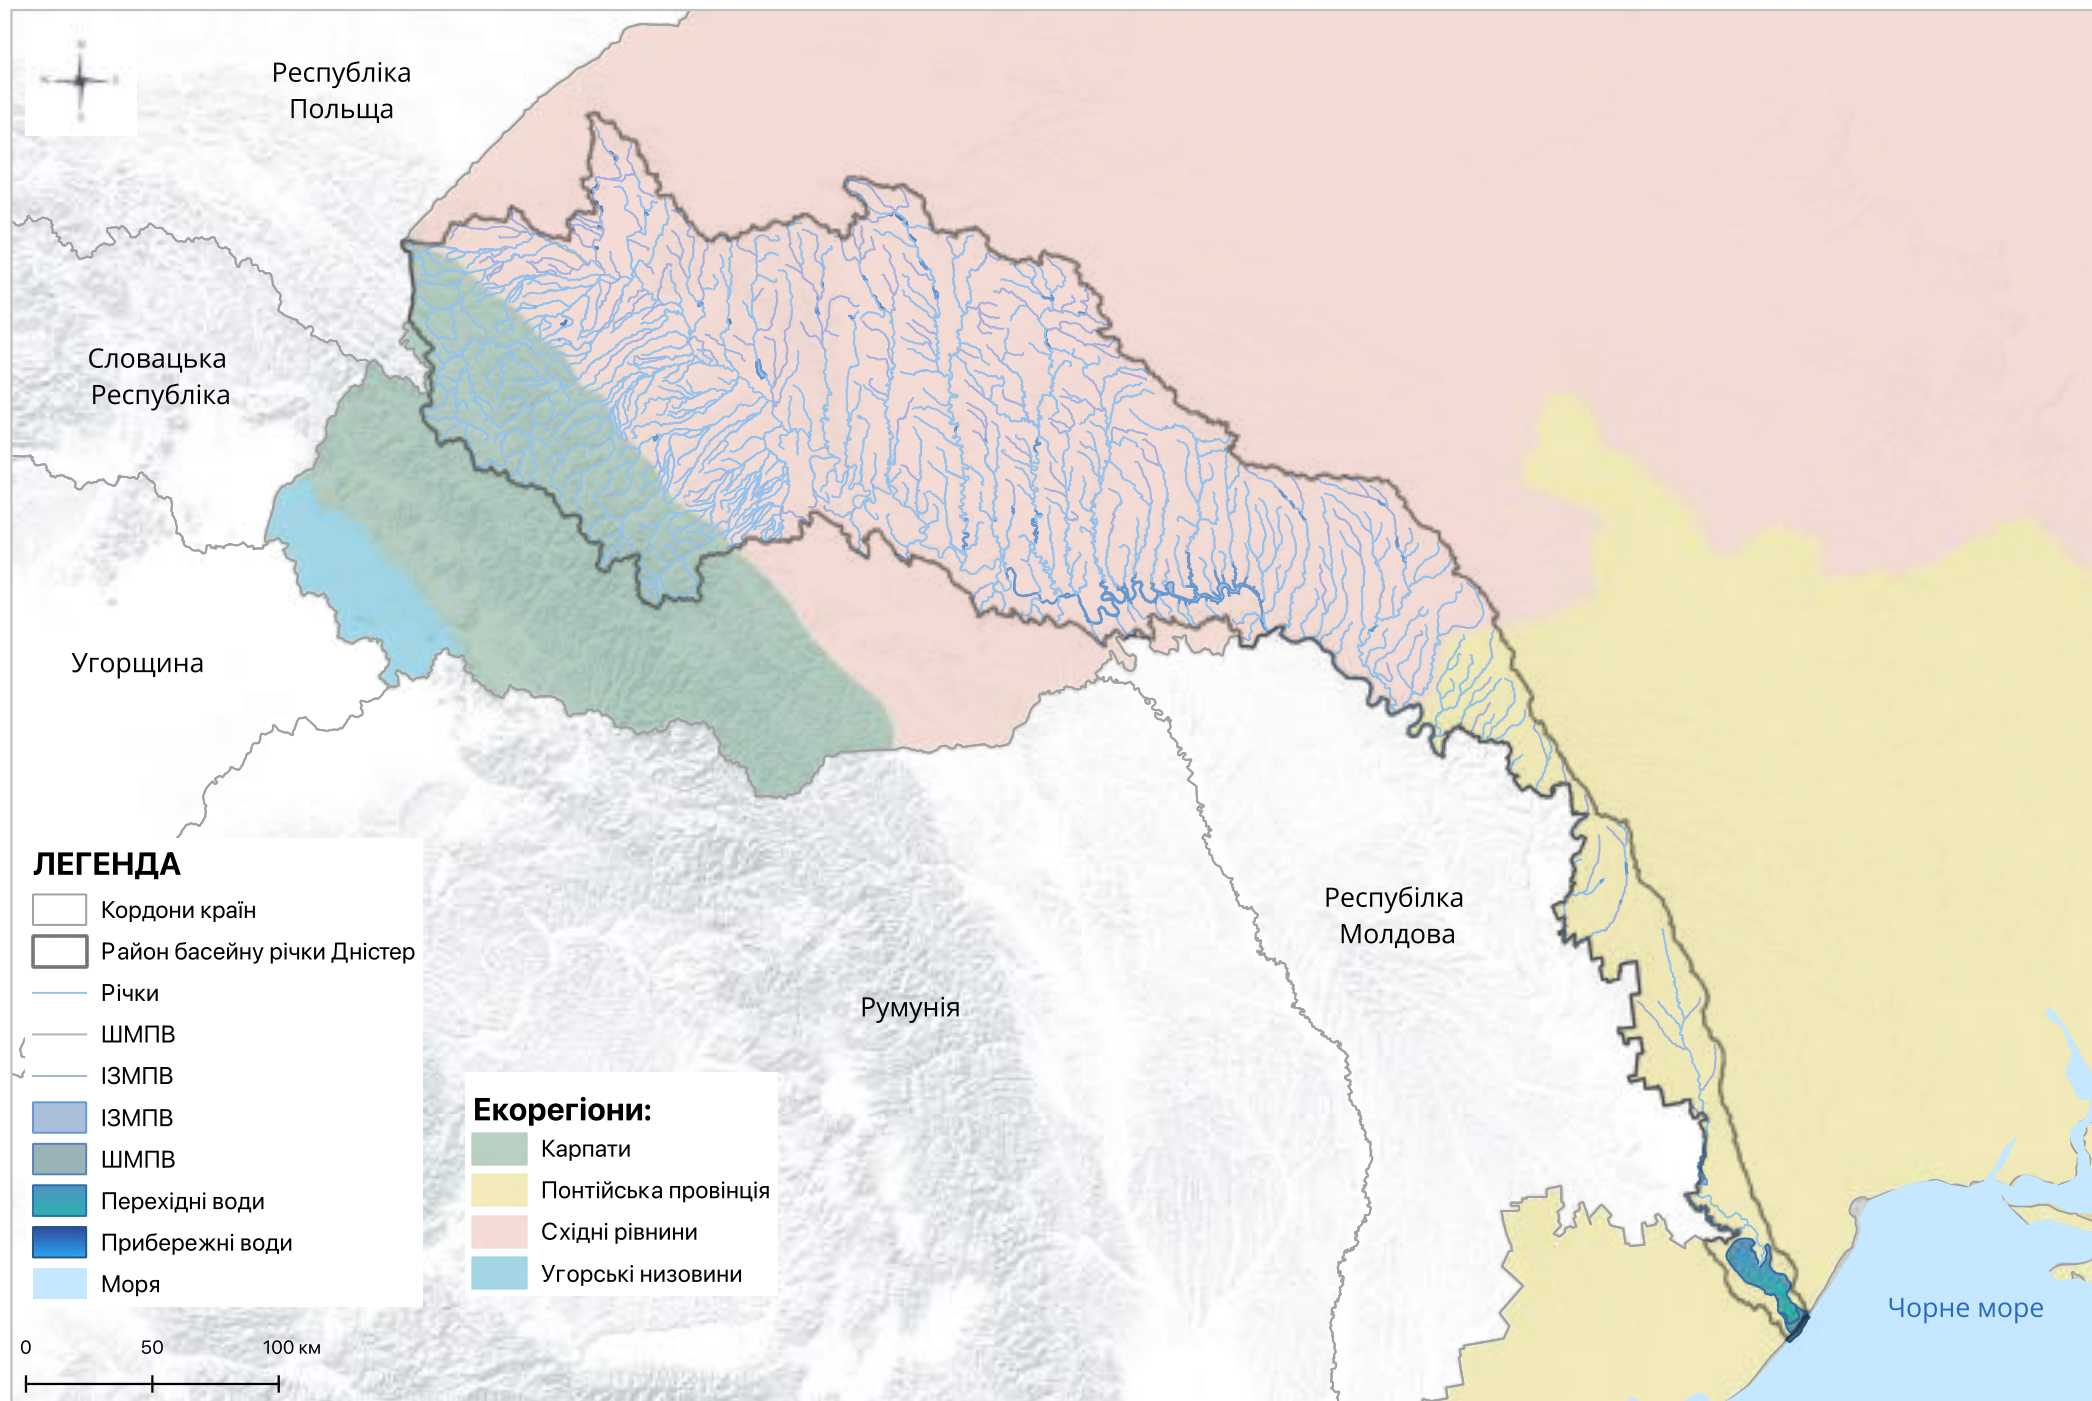 Республіка
Польща
Словацька
Республіка
Угорщина
Респубілка
Молдова
Румунія
Чорне море
ЛЕГЕНДА
Кордони країн
Район басейну річки Дністер
Річки
ШМПВ
ІЗМПВ
ІЗМПВ
ШМПВ
Перехідні води
Прибережні води
Моря
Екорегіони:
Карпати
Понтійська провінція
Східні рівнини
Угорські низовини
0 50 100 км